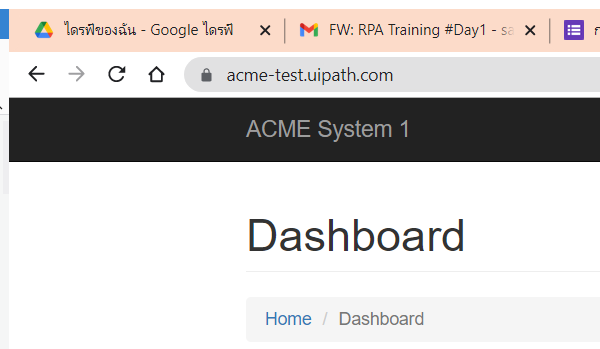 ไดรฟ์ของฉัน - Google ไดรฟ์
FW: RPA Training #Day1 - sa
acme-test.uipath.com
ACME System 1
Dashboard
Home / Dashboard